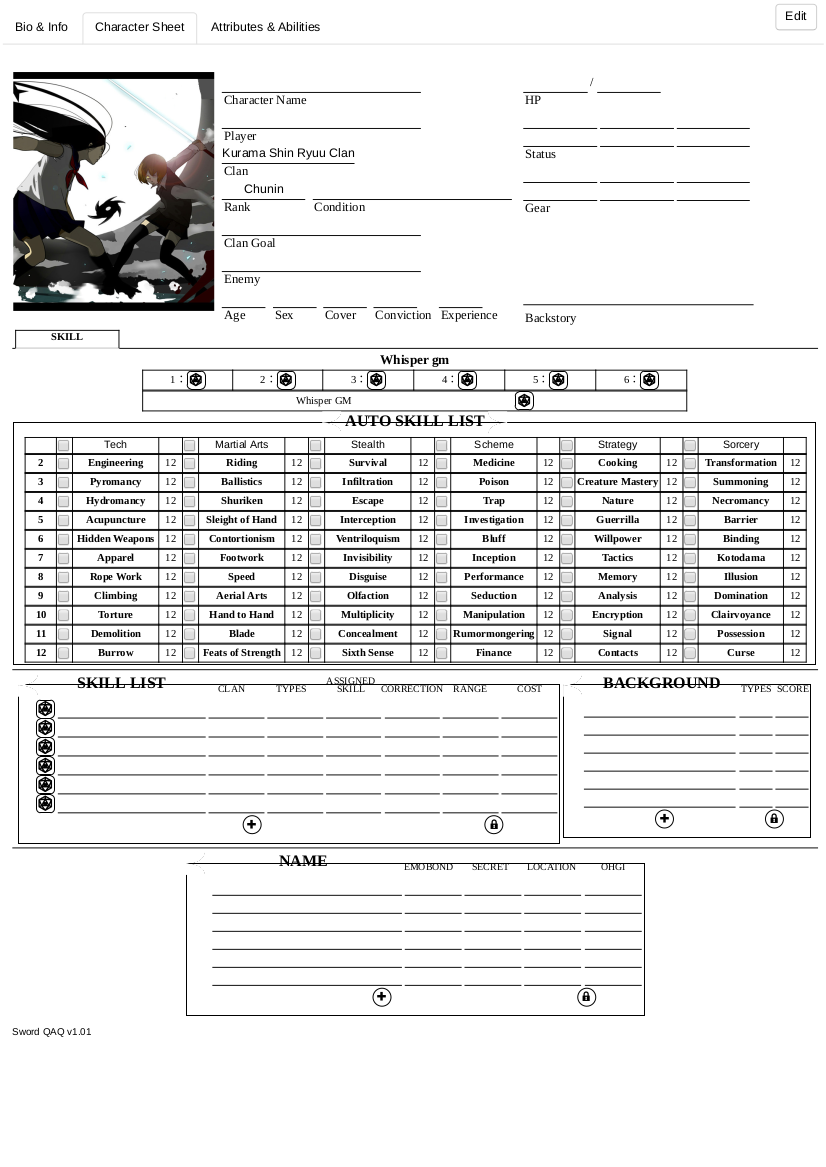 Bio & Info Character Sheet Attributes & Abilities Edit
/
Character Name HP
Player
Kurama Shin Ryuu Clan Status
Clan
Chunin
Rank Condition Gear
Clan Goal
Enemy
Age Sex Cover Conviction Experience Backstory
SKILL
Whisper gm
1 : 2 : 3 : 4 : 5 : 6 :
Whisper GM
AUTO SKILL LIST
Tech Martial Arts Stealth Scheme Strategy Sorcery
2 Engineering 12 Riding 12 Survival 12 Medicine 12 Cooking 12 Transformation 12
3 Pyromancy 12 Ballistics 12 Infiltration 12 Poison 12 Creature Mastery 12 Summoning 12
4 Hydromancy 12 Shuriken 12 Escape 12 Trap 12 Nature 12 Necromancy 12
5 Acupuncture 12 Sleight of Hand 12 Interception 12 Investigation 12 Guerrilla 12 Barrier 12
6 Hidden Weapons 12 Contortionism 12 Ventriloquism 12 Bluff 12 Willpower 12 Binding 12
7 Apparel 12 Footwork 12 Invisibility 12 Inception 12 Tactics 12 Kotodama 12
8 Rope Work 12 Speed 12 Disguise 12 Performance 12 Memory 12 Illusion 12
9 Climbing 12 Aerial Arts 12 Olfaction 12 Seduction 12 Analysis 12 Domination 12
10 Torture 12 Hand to Hand 12 Multiplicity 12 Manipulation 12 Encryption 12 Clairvoyance 12
11 Demolition 12 Blade 12 Concealment 12 Rumormongering 12 Signal 12 Possession 12
12 Burrow 12 Feats of Strength 12 Sixth Sense 12 Finance 12 Contacts 12 Curse 12
SKILL LIST CLAN TYPES ASSIGNED SKILL CORRECTION RANGE COST
BACKGROUND TYPES SCORE
NAME EMOBOND SECRET LOCATION OHGI
Sword QAQ v1.01